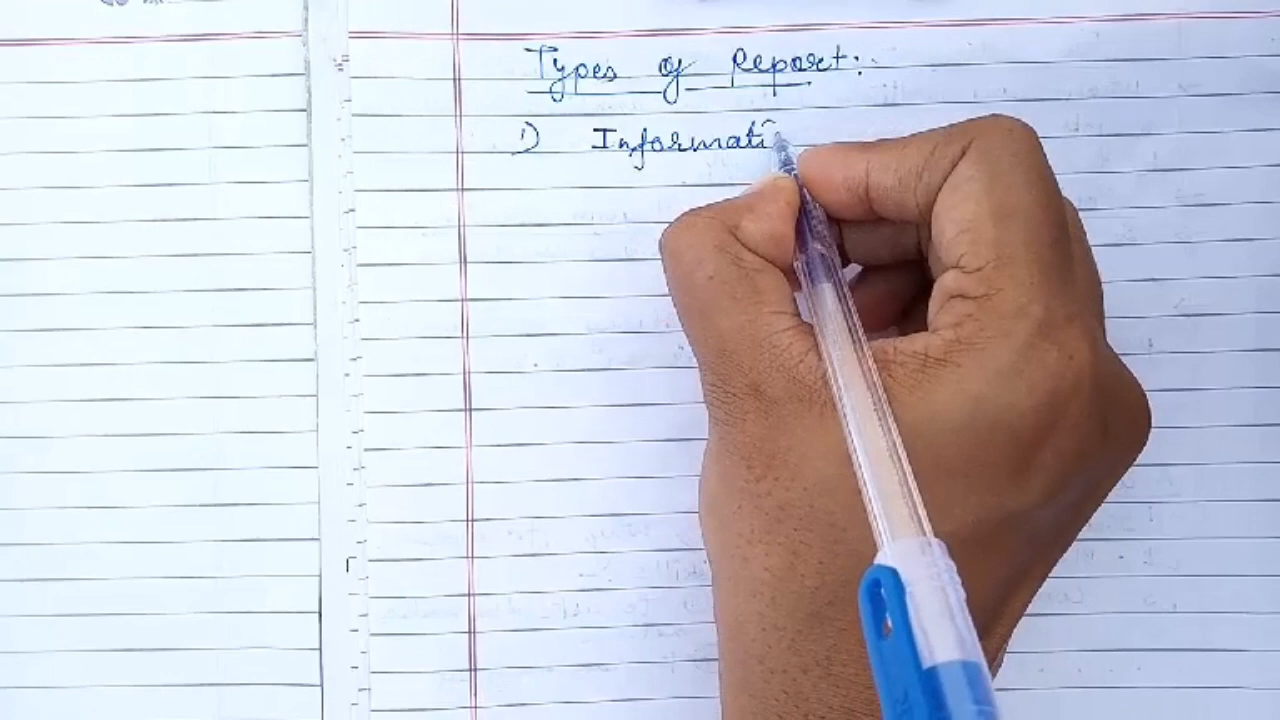 Types of Report:
1) Informati